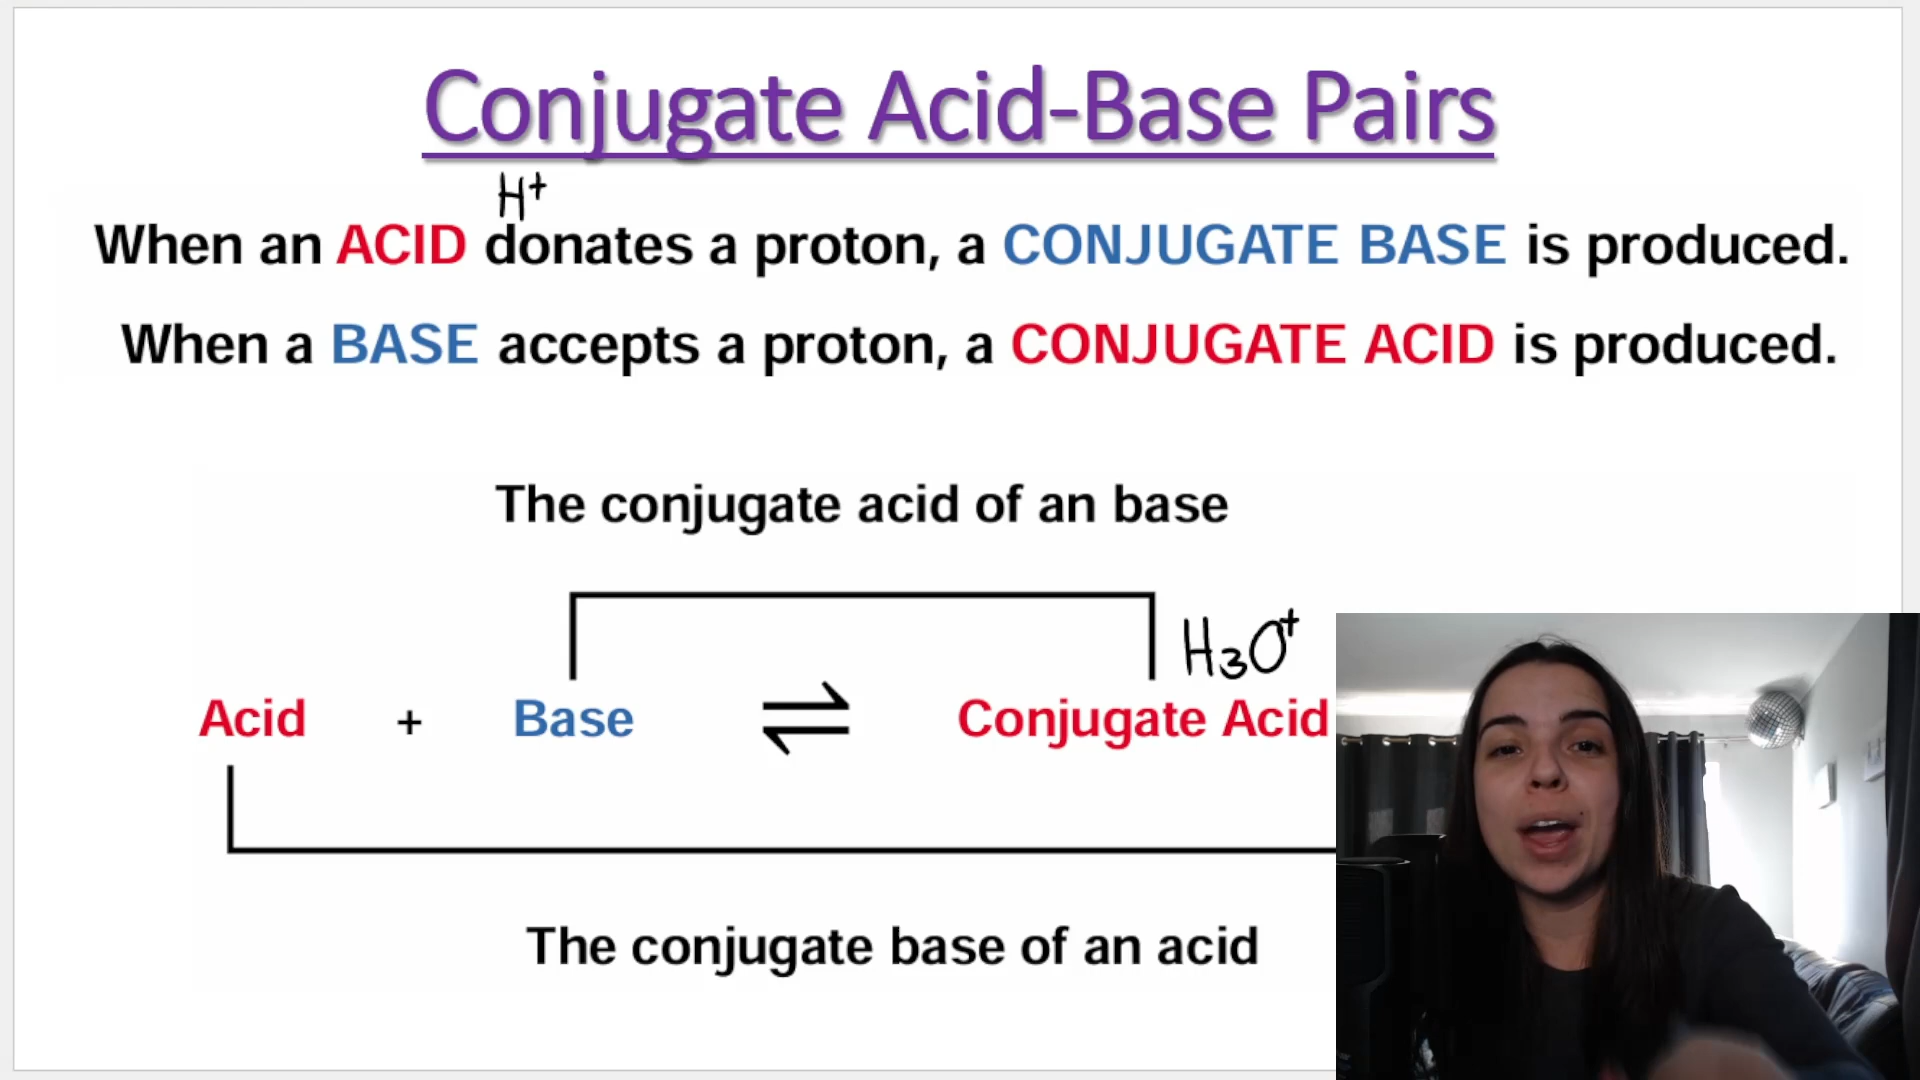 Conjugate Acid-Base Pairs
H⁺
When an ACID donates a proton, a CONJUGATE BASE is produced.
When a BASE accepts a proton, a CONJUGATE ACID is produced.
The conjugate acid of an base
H₃O⁺
Acid + Base ⇌ Conjugate Acid
The conjugate base of an acid